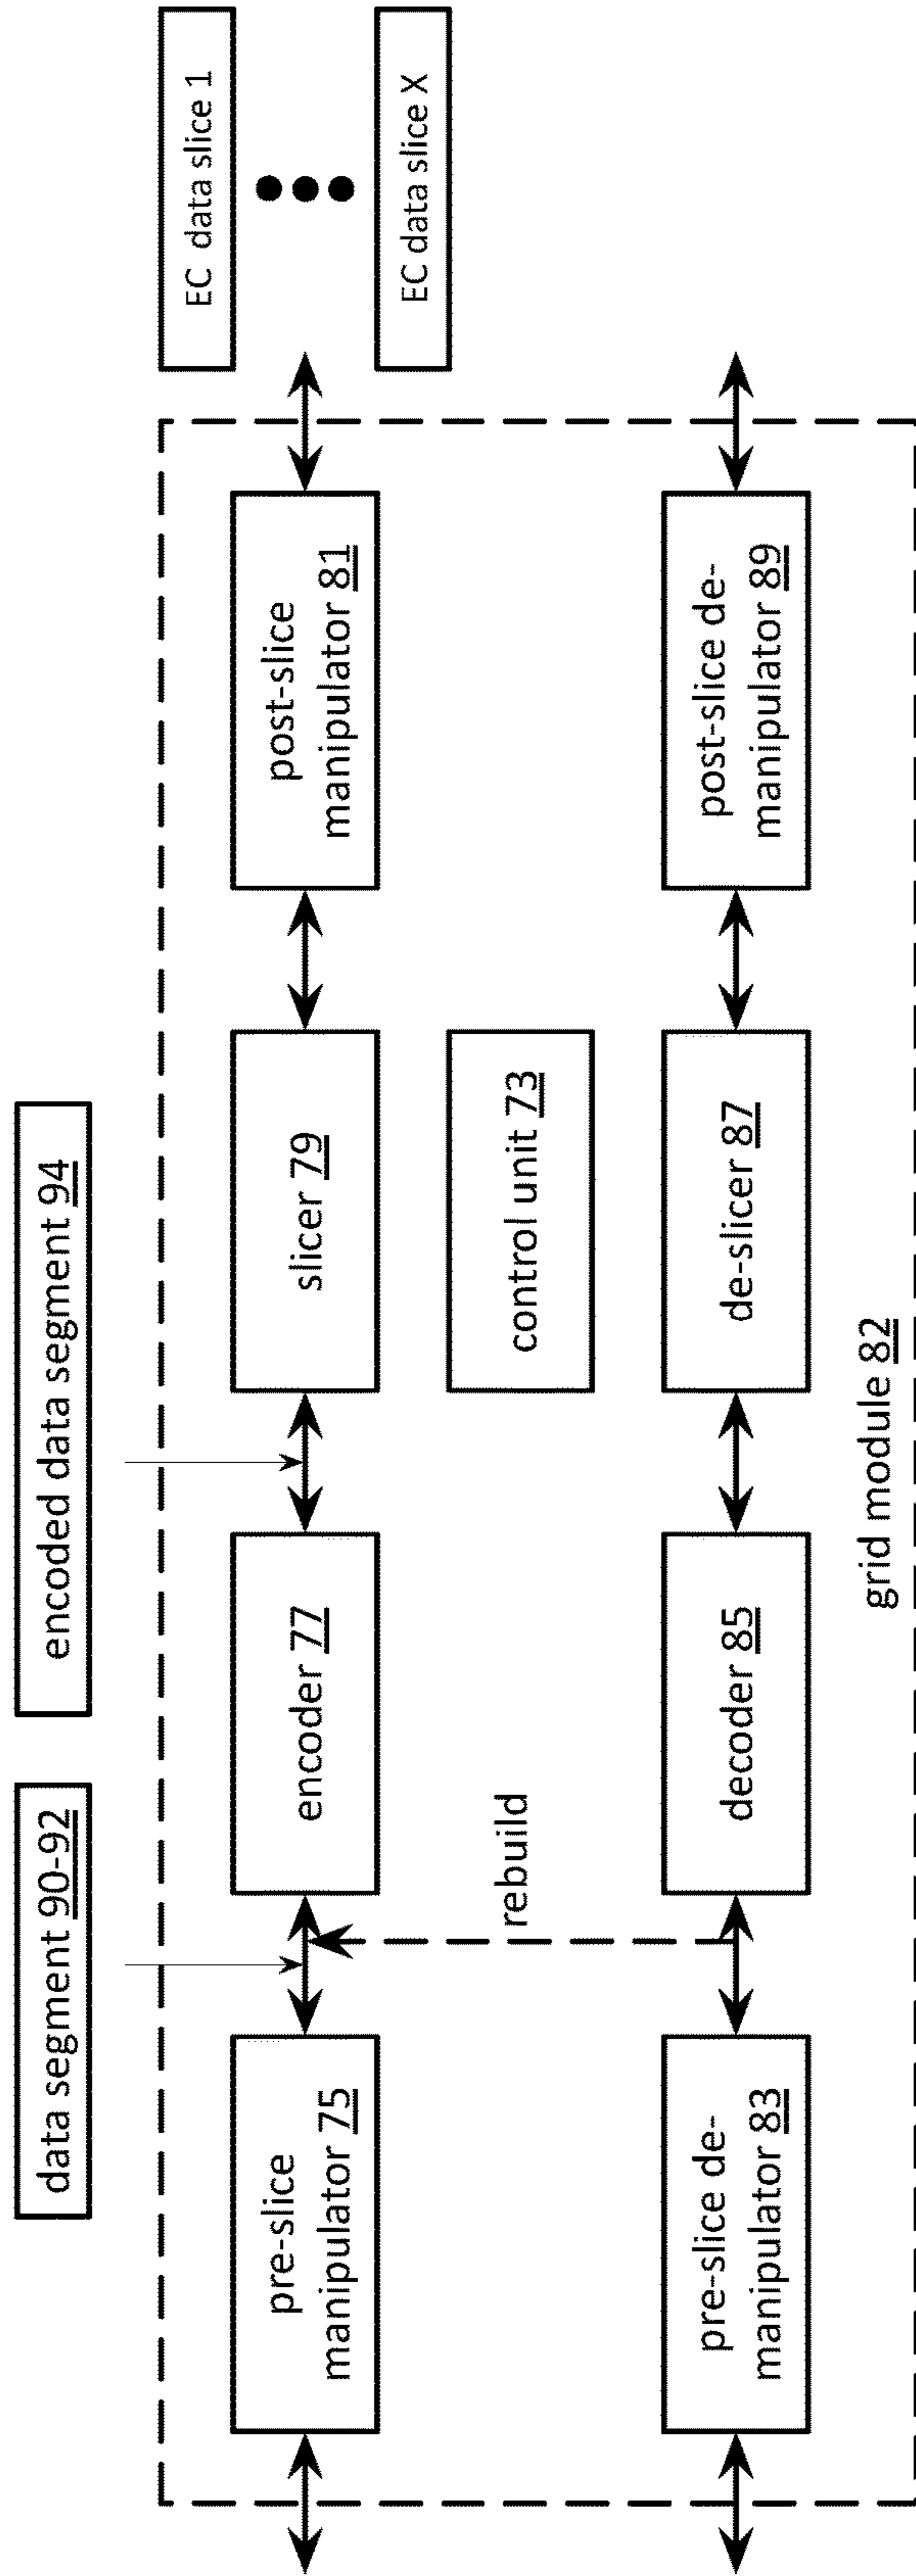 data segment 90-92
encoded data segment 94
EC data slice 1
EC data slice X
pre-slice
manipulator 75
encoder 77
slicer 79
post-slice
manipulator 81
rebuild
control unit 73
pre-slice de-
manipulator 83
decoder 85
de-slicer 87
post-slice de-
manipulator 89
grid module 82